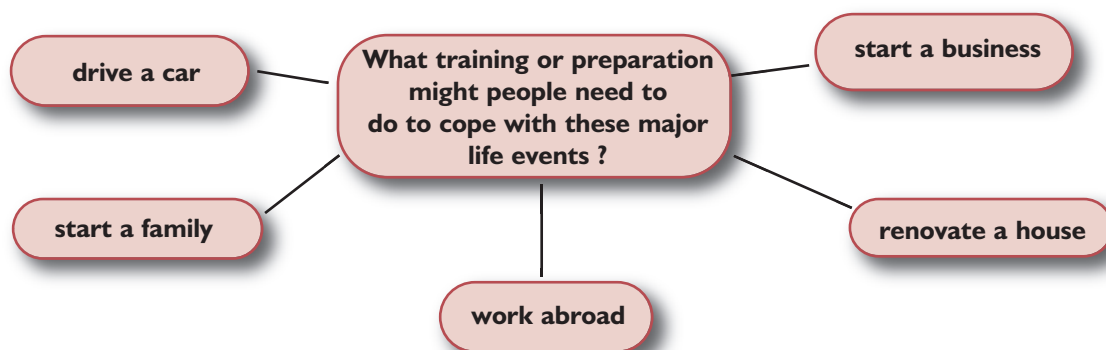 drive a car
What training or preparation
might people need to
do to cope with these major
life events ?
start a business
start a family
renovate a house
work abroad